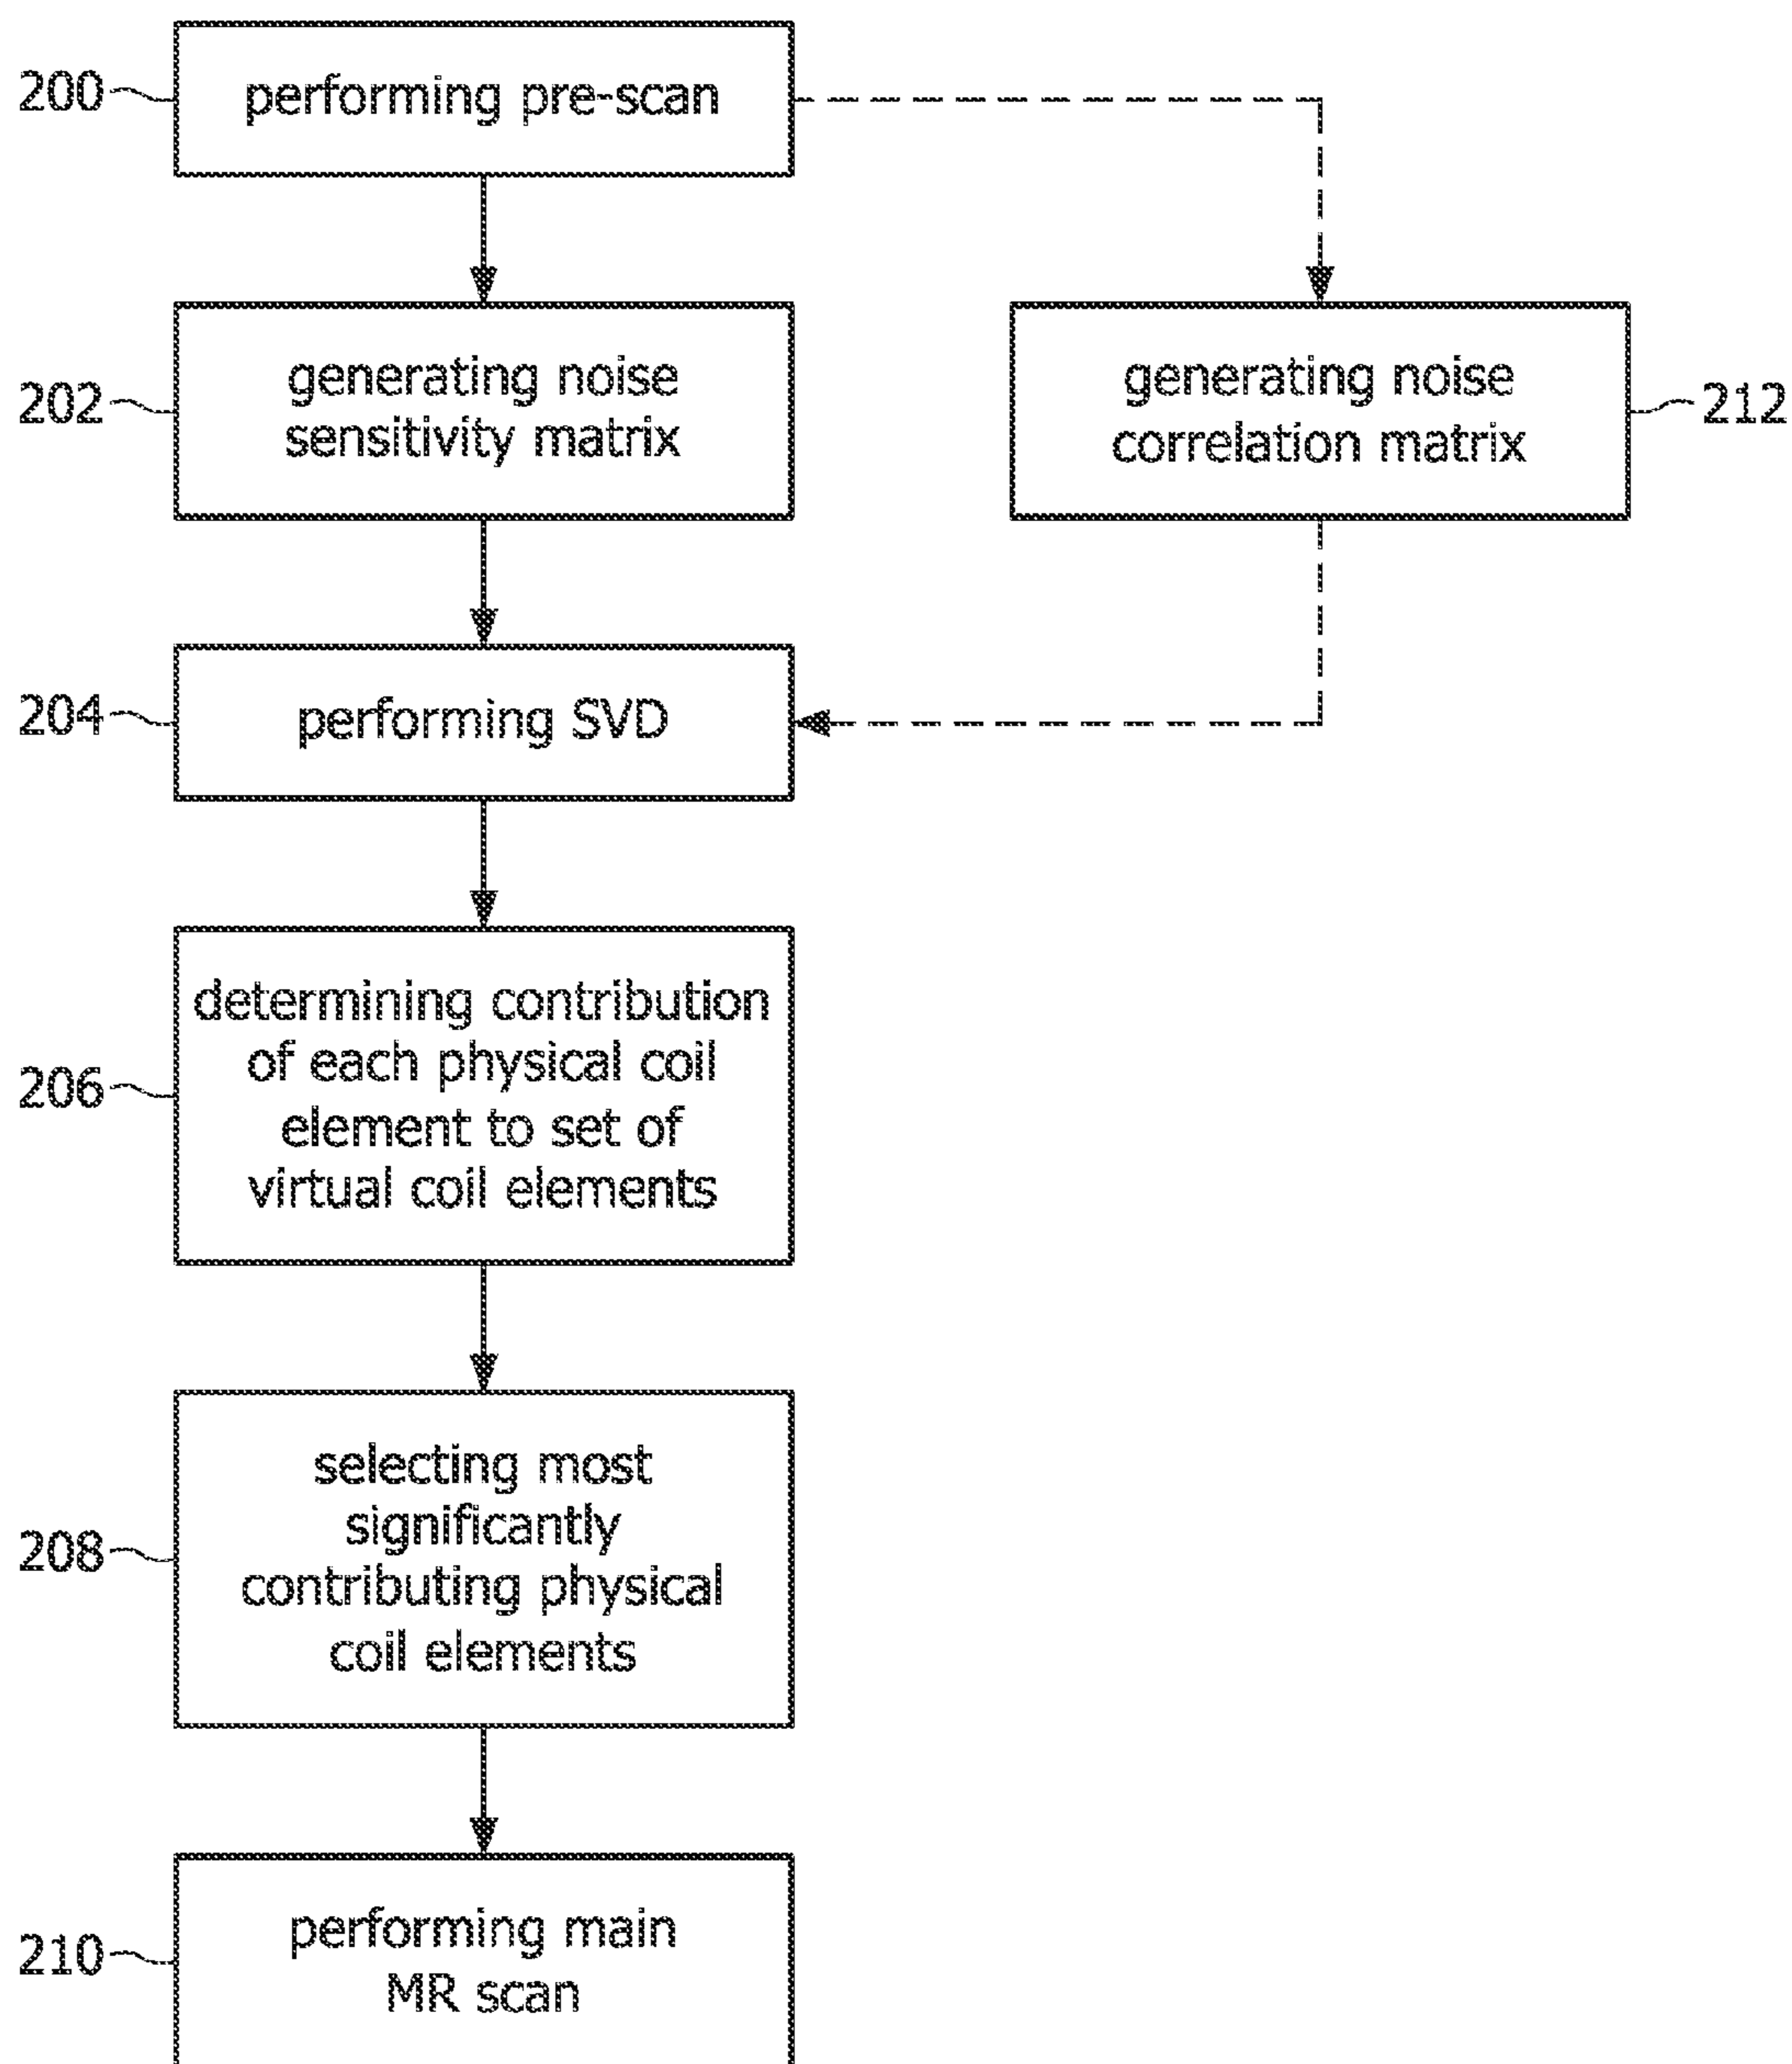 200
performing pre-scan
202
generating noise
sensitivity matrix
generating noise
correlation matrix
212
204
performing SVD
206
determining contribution
of each physical coil
element to set of
virtual coil elements
208
selecting most
significantly
contributing physical
coil elements
210
performing main
MR scan